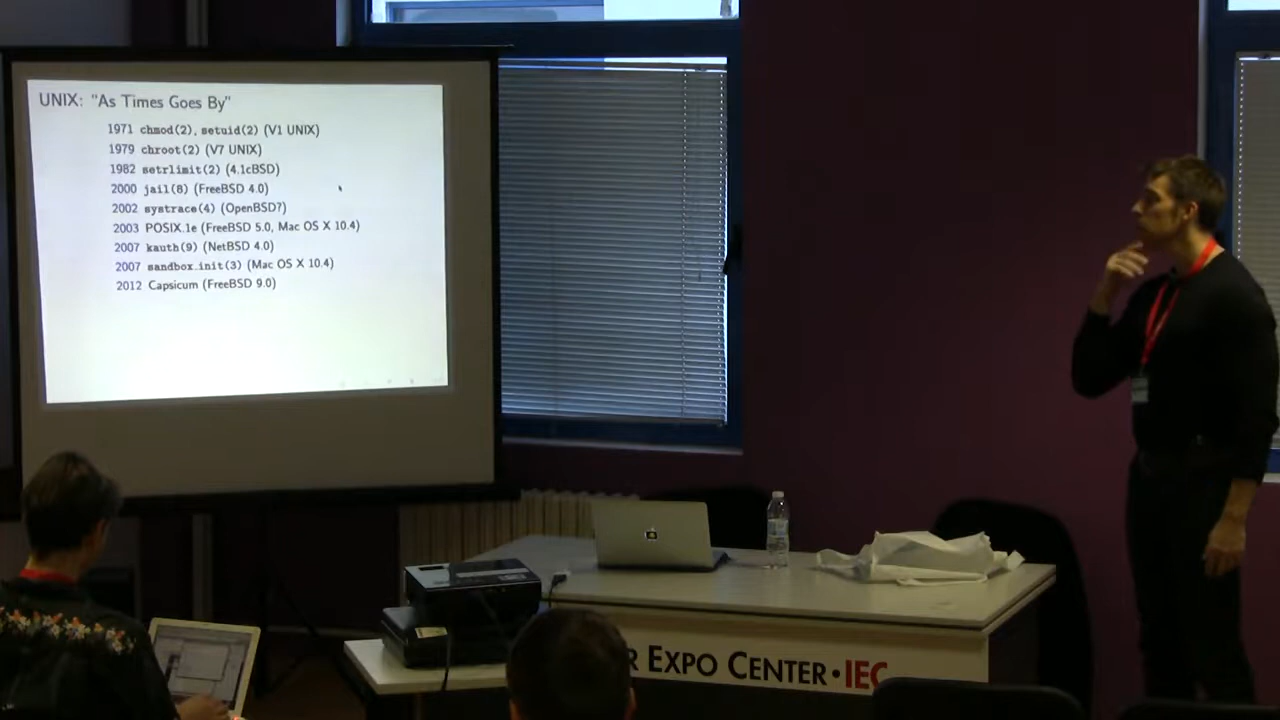 UNIX: "As Times Goes By"
1971 chmod(2), setuid(2) (V1 UNIX)
1979 chroot(2) (V7 UNIX)
1982 setrlimit(2) (4.1cBSD)
2000 jail(8) (FreeBSD 4.0)
2002 systrace(4) (OpenBSD?)
2003 POSIX.1e (FreeBSD 5.0, Mac OS X 10.4)
2007 kauth(9) (NetBSD 4.0)
2007 sandbox_init(3) (Mac OS X 10.4)
2012 Capsicum (FreeBSD 9.0)
R EXPO CENTER • IEC